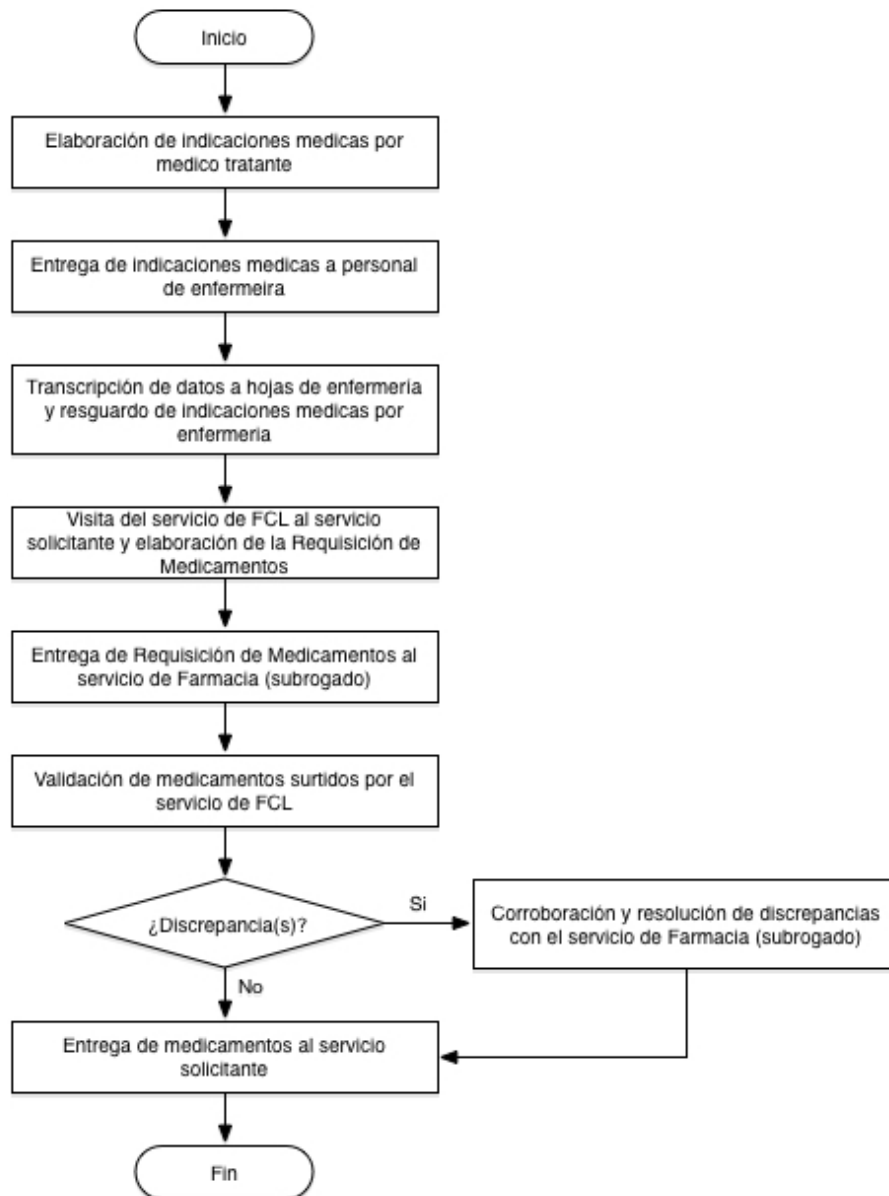 Inicio
Elaboración de indicaciones medicas por
medico tratante
Entrega de indicaciones medicas a personal
de enfermeira
Transcripción de datos a hojas de enfermería
y resguardo de indicaciones medicas por
enfermeria
Visita del servicio de FCL al servicio
solicitante y elaboración de la Requisición de
Medicamentos
Entrega de Requisición de Medicamentos al
servicio de Farmacia (subrogado)
Validación de medicamentos surtidos por el
servicio de FCL
¿Discrepancia(s)?
Si
Corroboración y resolución de discrepancias
con el servicio de Farmacia (subrogado)
No
Entrega de medicamentos al servicio
solicitante
Fin